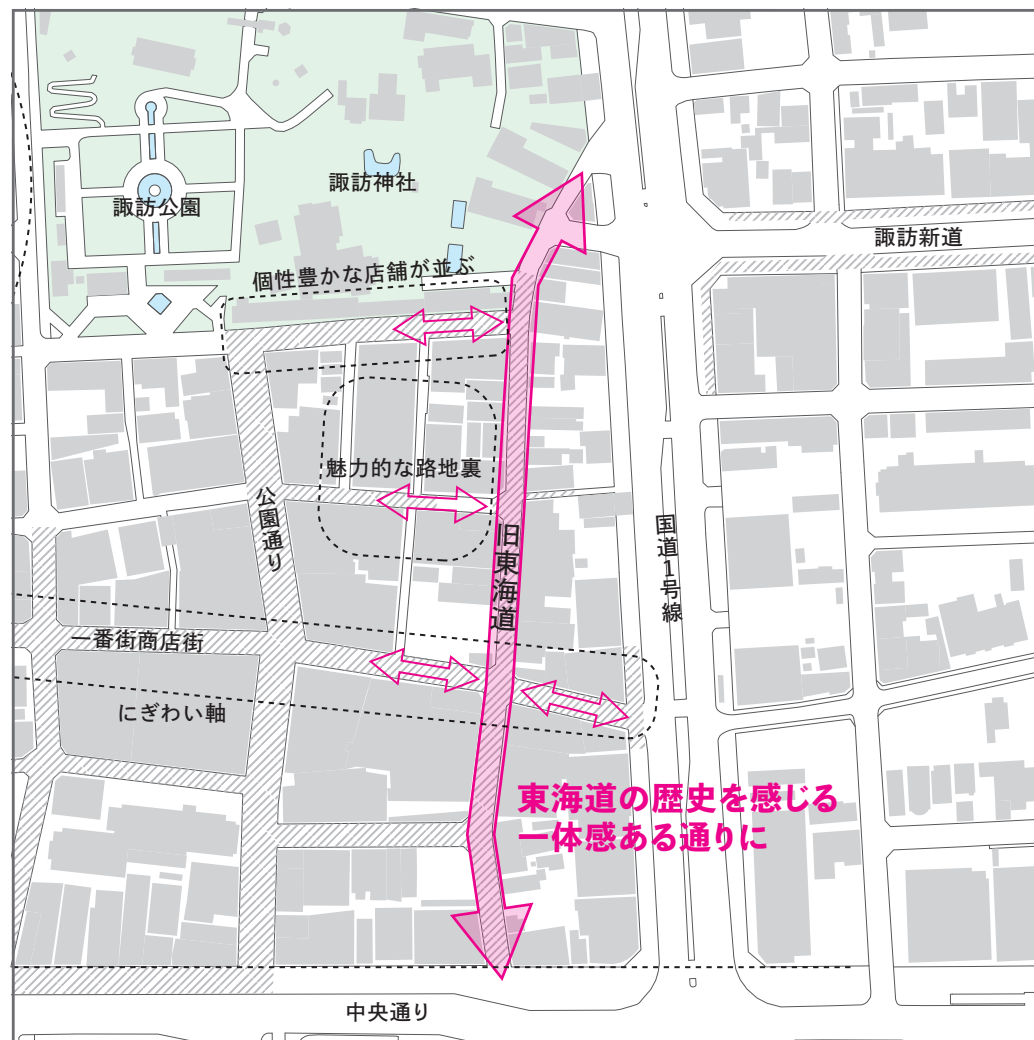 諏訪神社
諏訪公園
諏訪新道
個性豊かな店舗が並ぶ
魅力的な路地裏
公園通り
旧東海道
国道1号線
一番街商店街
にぎわい軸
東海道の歴史を感じる
一体感ある通りに
中央通り